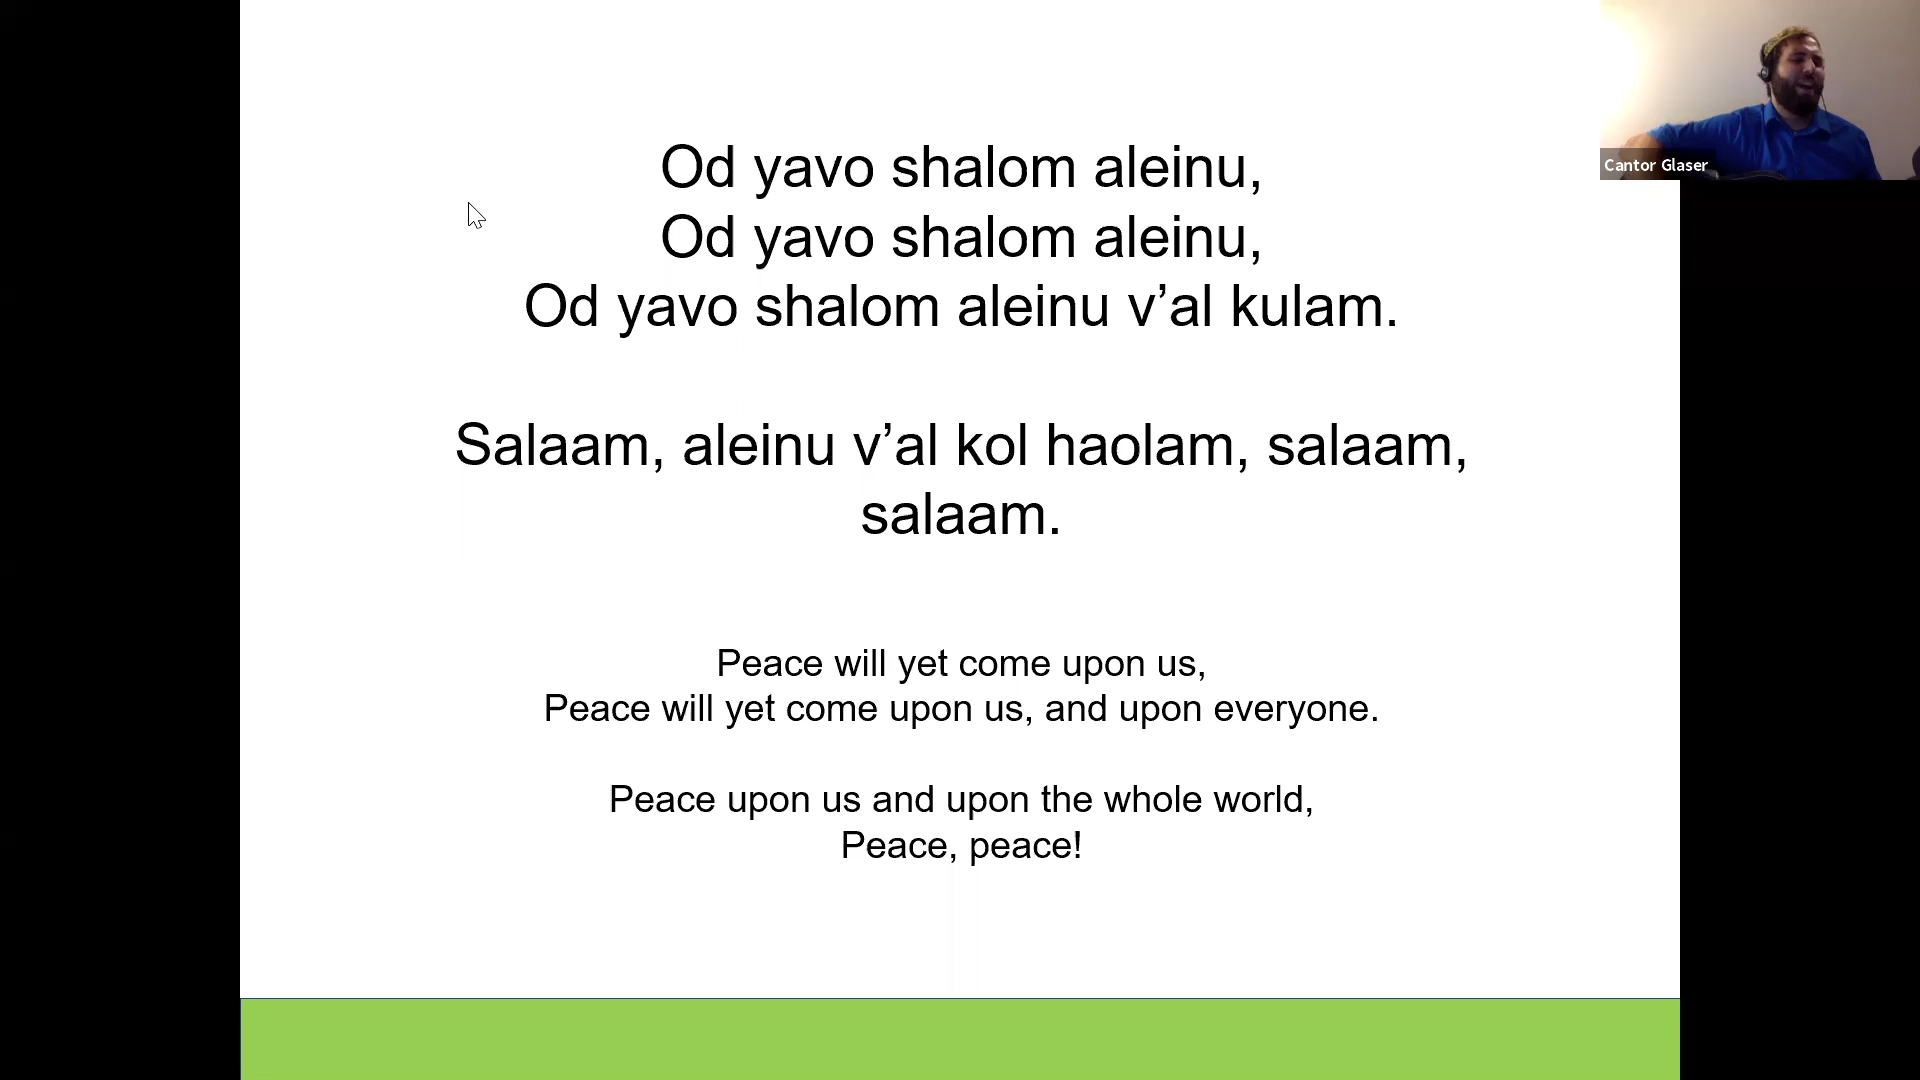 Od yavo shalom aleinu,
Od yavo shalom aleinu,
Od yavo shalom aleinu v’al kulam.
Salaam, aleinu v’al kol haolam, salaam,
salaam.
Peace will yet come upon us,
Peace will yet come upon us, and upon everyone.
Peace upon us and upon the whole world,
Peace, peace!
Cantor Glaser